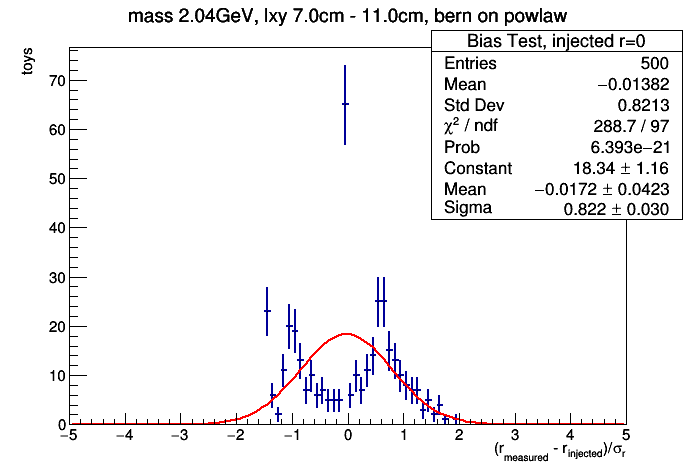 mass 2.04GeV, lxy 7.0cm - 11.0cm, bern on powlaw
Bias Test, injected r=0
Entries 500
Mean −0.01382
Std Dev 0.8213
χ² / ndf 288.7 / 97
Prob 6.393e−21
Constant 18.34 ± 1.16
Mean −0.0172 ± 0.0423
Sigma 0.822 ± 0.030
toys
70
60
50
40
30
20
10
0
−5 −4 −3 −2 −1 0 1 2 3 4 5
(r_measured - r_injected)/σ_r